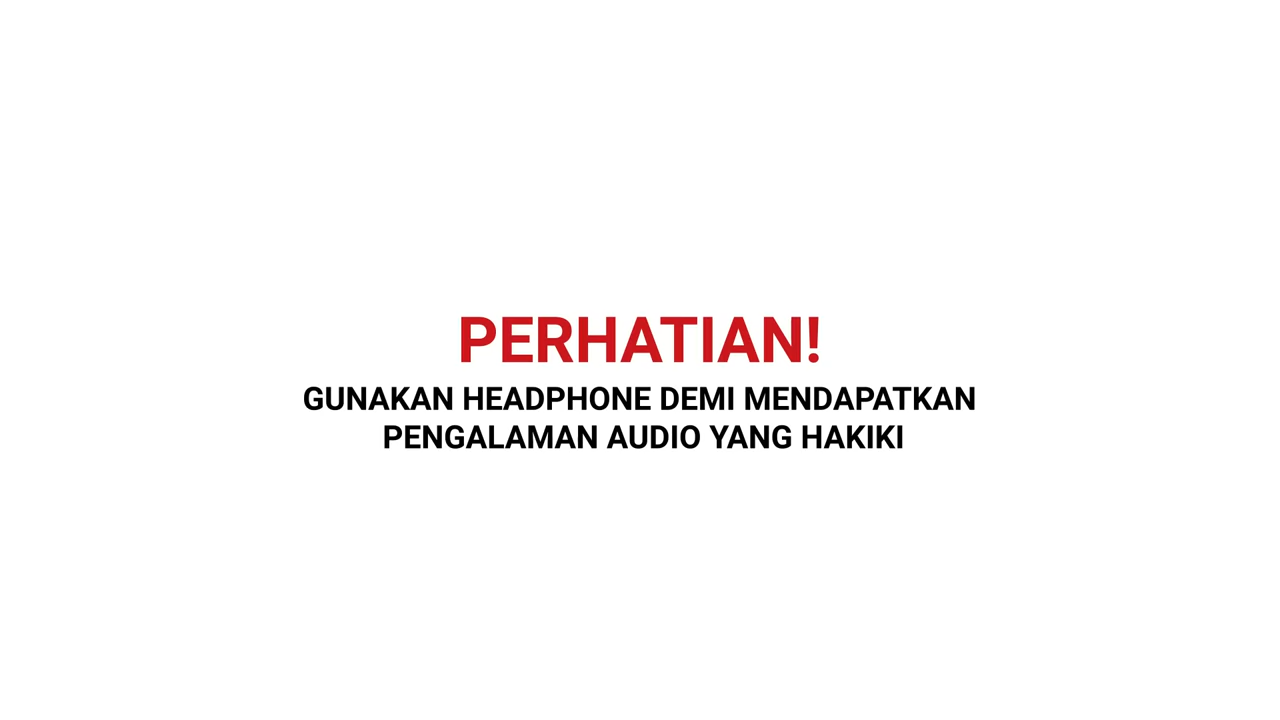 PERHATIAN!
GUNAKAN HEADPHONE DEMI MENDAPATKAN
PENGALAMAN AUDIO YANG HAKIKI